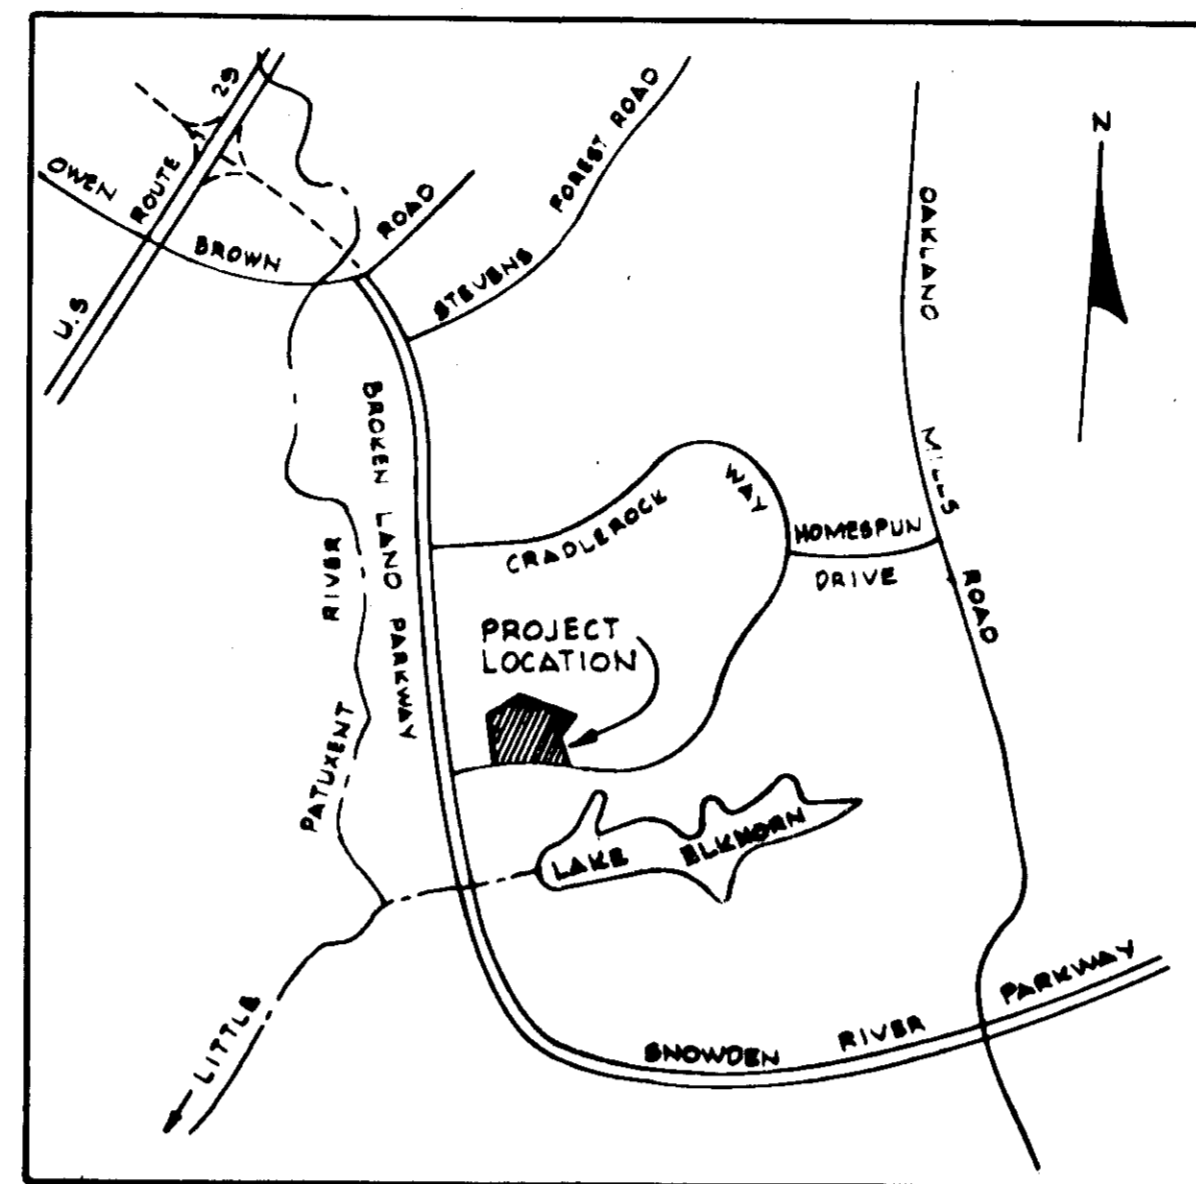 U.S ROUTE 29
OWEN BROWN ROAD
STEVENS FOREST ROAD
N
OAKLAND MILLS ROAD
BROKEN LAND PARKWAY
CRADLEROCK WAY
HOMESPUN
DRIVE
PROJECT
LOCATION
LITTLE PATUXENT RIVER
LAKE ELKHORN
SNOWDEN RIVER PARKWAY